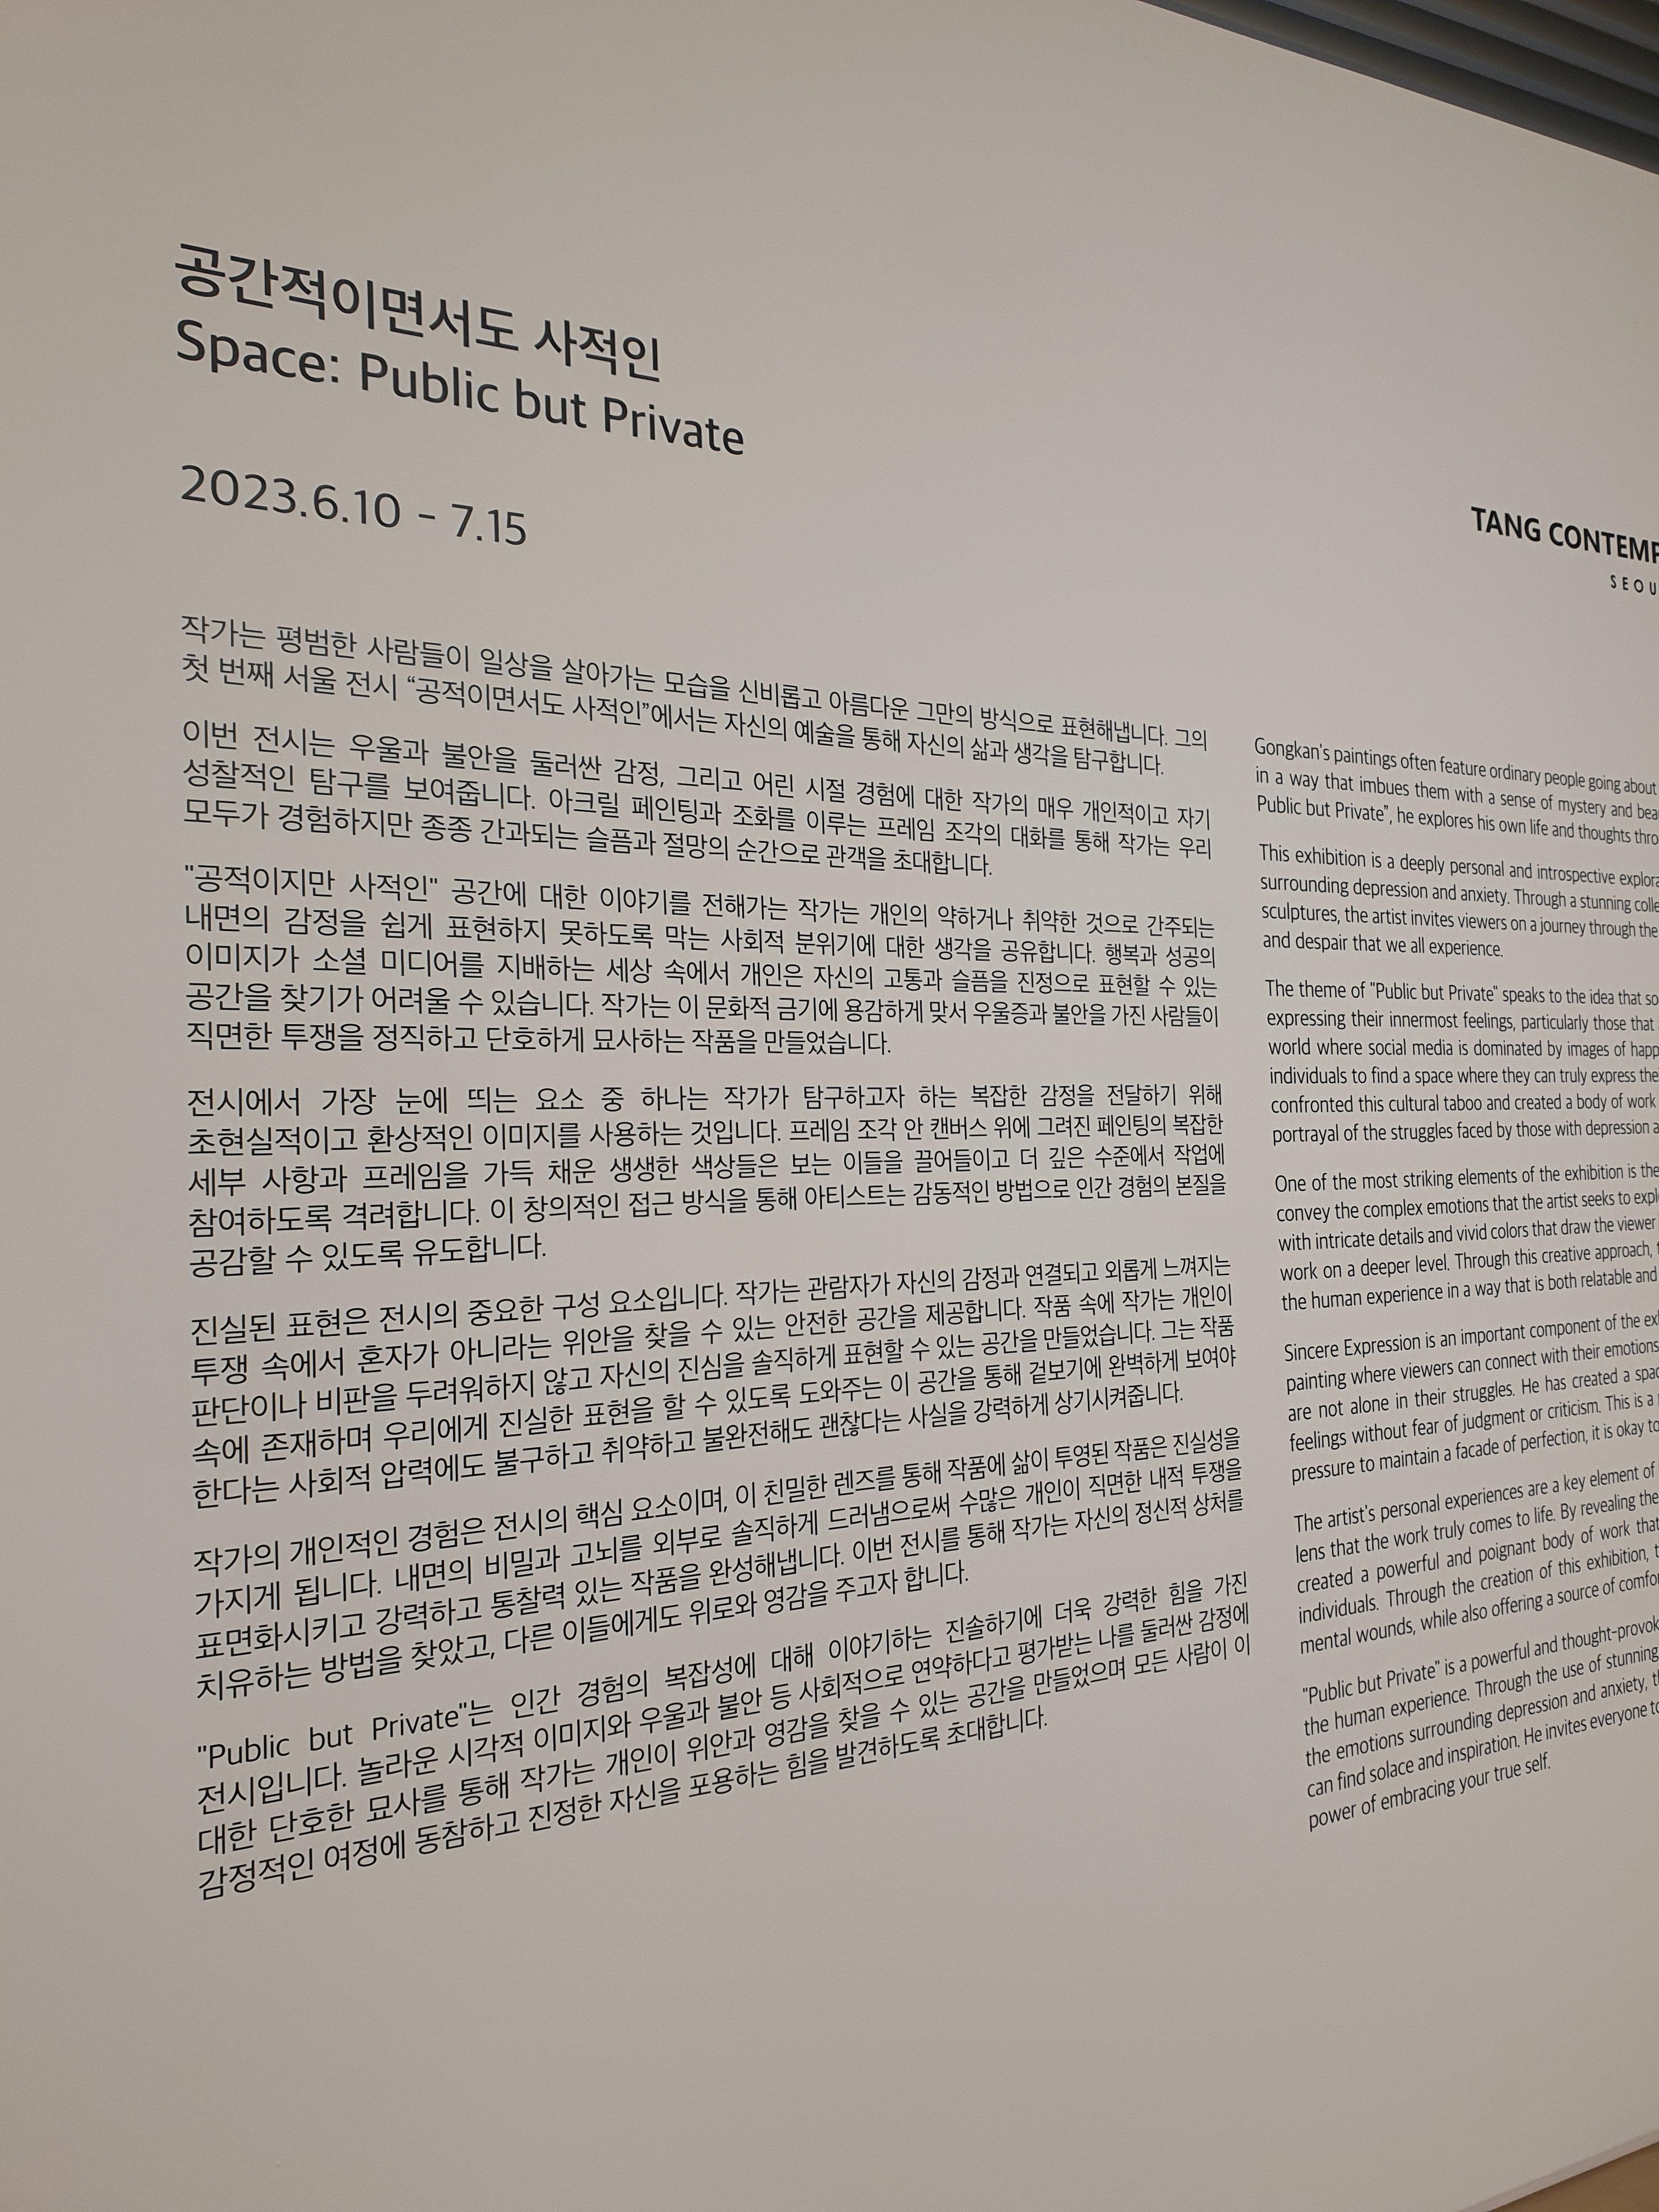 공간적이면서도 사적인
Space: Public but Private
2023.6.10 - 7.15
TANG
작가는 평범한 사람들이 일상을 살아가는 모습을 신비롭고 아름다운 그만의 방식으로 표현해냅니다. 그의
첫 번째 서울 전시 “공적이면서도 사적인”에서는 자신의 예술을 통해 자신의 삶과 생각을 탐구합니다.
이번 전시는 우울과 불안을 둘러싼 감정, 그리고 어린 시절 경험에 대한 작가의 매우 개인적이고 자기
성찰적인 탐구를 보여줍니다. 아크릴 페인팅과 조화를 이루는 프레임 조각의 대화를 통해 작가는 우리
모두가 경험하지만 종종 간과되는 슬픔과 절망의 순간으로 관객을 초대합니다.
"공적이지만 사적인" 공간에 대한 이야기를 전해가는 작가는 개인의 약하거나 취약한 것으로 간주되는
내면의 감정을 쉽게 표현하지 못하도록 막는 사회적 분위기에 대한 생각을 공유합니다. 행복과 성공의
이미지가 소셜 미디어를 지배하는 세상 속에서 개인은 자신의 고통과 슬픔을 진정으로 표현할 수 있는
공간을 찾기가 어려울 수 있습니다. 작가는 이 문화적 금기에 용감하게 맞서 우울증과 불안을 가진 사람들이
직면한 투쟁을 정직하고 단호하게 묘사하는 작품을 만들었습니다.
전시에서 가장 눈에 띄는 요소 중 하나는 작가가 탐구하고자 하는 복잡한 감정을 전달하기 위해
초현실적이고 환상적인 이미지를 사용하는 것입니다. 프레임 조각 안 캔버스 위에 그려진 페인팅의 복잡한
세부 사항과 프레임을 가득 채운 생생한 색상들은 보는 이들을 끌어들이고 더 깊은 수준에서 작업에
참여하도록 격려합니다. 이 창의적인 접근 방식을 통해 아티스트는 감동적인 방법으로 인간 경험의 본질을
공감할 수 있도록 유도합니다.
진실된 표현은 전시의 중요한 구성 요소입니다. 작가는 관람자가 자신의 감정과 연결되고 외롭게 느껴지는
투쟁 속에서 혼자가 아니라는 위안을 찾을 수 있는 안전한 공간을 제공합니다. 작품 속에 작가는 개인이
판단이나 비판을 두려워하지 않고 자신의 진심을 솔직하게 표현할 수 있는 공간을 만들었습니다. 그는 작품
속에 존재하며 우리에게 진실한 표현을 할 수 있도록 도와주는 이 공간을 통해 겉보기에 완벽하게 보여야
한다는 사회적 압력에도 불구하고 취약하고 불완전해도 괜찮다는 사실을 강력하게 상기시켜줍니다.
작가의 개인적인 경험은 전시의 핵심 요소이며, 이 친밀한 렌즈를 통해 작품에 삶이 투영된 작품은 진실성을
가지게 됩니다. 내면의 비밀과 고뇌를 외부로 솔직하게 드러냄으로써 수많은 개인이 직면한 내적 투쟁을
표면화시키고 강력하고 통찰력 있는 작품을 완성해냅니다. 이번 전시를 통해 작가는 자신의 정신적 상처를
치유하는 방법을 찾았고, 다른 이들에게도 위로와 영감을 주고자 합니다.
"Public but Private"는 인간 경험의 복잡성에 대해 이야기하는 진솔하기에 더욱 강력한 힘을 가진
전시입니다. 놀라운 시각적 이미지와 우울과 불안 등 사회적으로 연약하다고 평가받는 나를 둘러싼 감정에
대한 단호한 묘사를 통해 작가는 개인이 위안과 영감을 찾을 수 있는 공간을 만들었으며 모든 사람이 이
감정적인 여정에 동참하고 진정한 자신을 포용하는 힘을 발견하도록 초대합니다.
Gongkan's paintings often feature ordinary people going about
in a way that imbues them with a sense of mystery and
Public but Private”, he explores his own life and thoughts
This exhibition is a deeply personal and introspective
surrounding depression and anxiety. Through a stunning
sculptures, the artist invites viewers on a journey through the
and despair that we all experience.
The theme of "Public but Private" speaks to the idea that
expressing their innermost feelings, particularly those that
world where social media is dominated by images of
individuals to find a space where they can truly express
confronted this cultural taboo and created a body of work
portrayal of the struggles faced by those with depression
One of the most striking elements of the exhibition is the
convey the complex emotions that the artist seeks to
with intricate details and vivid colors that draw the viewer
work on a deeper level. Through this creative approach,
the human experience in a way that is both relatable and
Sincere Expression is an important component of the
painting where viewers can connect with their emotions
are not alone in their struggles. He has created a
feelings without fear of judgment or criticism. This is a
pressure to maintain a facade of perfection, it is okay to
The artist's personal experiences are a key element of
lens that the work truly comes to life. By revealing
created a powerful and poignant body of work that
individuals. Through the creation of this exhibition,
mental wounds, while also offering a source of
"Public but Private" is a powerful and
the human experience. Through the use of stunning
the emotions surrounding depression and anxiety,
can find solace and inspiration. He invites everyone to
power of embracing your true self.